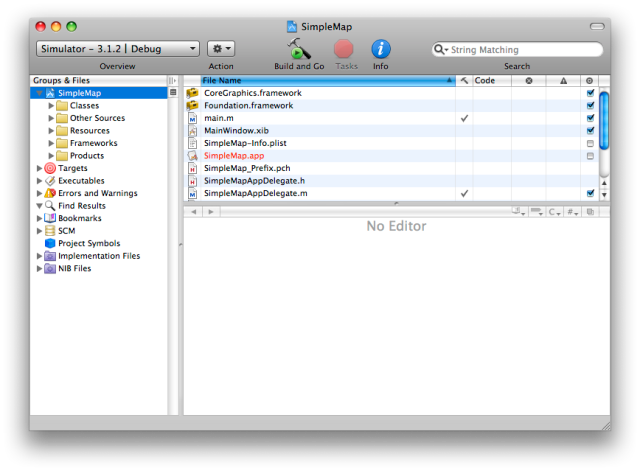 SimpleMap
Simulator - 3.1.2 | Debug
Overview
Action
Build and Go
Tasks
Info
String Matching
Search
Groups & Files
SimpleMap
Classes
Other Sources
Resources
Frameworks
Products
Targets
Executables
Errors and Warnings
Find Results
Bookmarks
SCM
Project Symbols
Implementation Files
NIB Files
File Name
Code
CoreGraphics.framework
Foundation.framework
main.m
MainWindow.xib
SimpleMap-Info.plist
SimpleMap.app
SimpleMap_Prefix.pch
SimpleMapAppDelegate.h
SimpleMapAppDelegate.m
C
#
No Editor